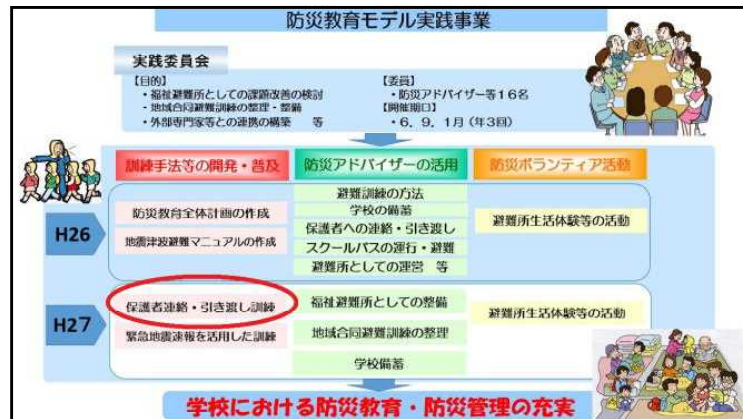 防災教育モデル実践事業
実践委員会
【目的】
・福祉避難所としての課題改善の検討
・地域合同避難訓練の整理・整備
・外部専門家等との連携の構築　等
【委員】
・防災アドバイザー等16名
【開催期日】
・6．9．1月（年3回）
訓練手法等の開発・普及
防災アドバイザーの活用
防災ボランティア活動
H26
防災教育全体計画の作成
地震津波避難マニュアルの作成
避難訓練の方法
学校の備蓄
保護者への連絡・引き渡し
スクールバスの運行・避難
避難所としての運営　等
避難所生活体験等の活動
H27
保護者連絡・引き渡し訓練
緊急地震速報を活用した訓練
福祉避難所としての整備
地域合同避難訓練の整理
学校備蓄
避難所生活体験等の活動
学校における防災教育・防災管理の充実